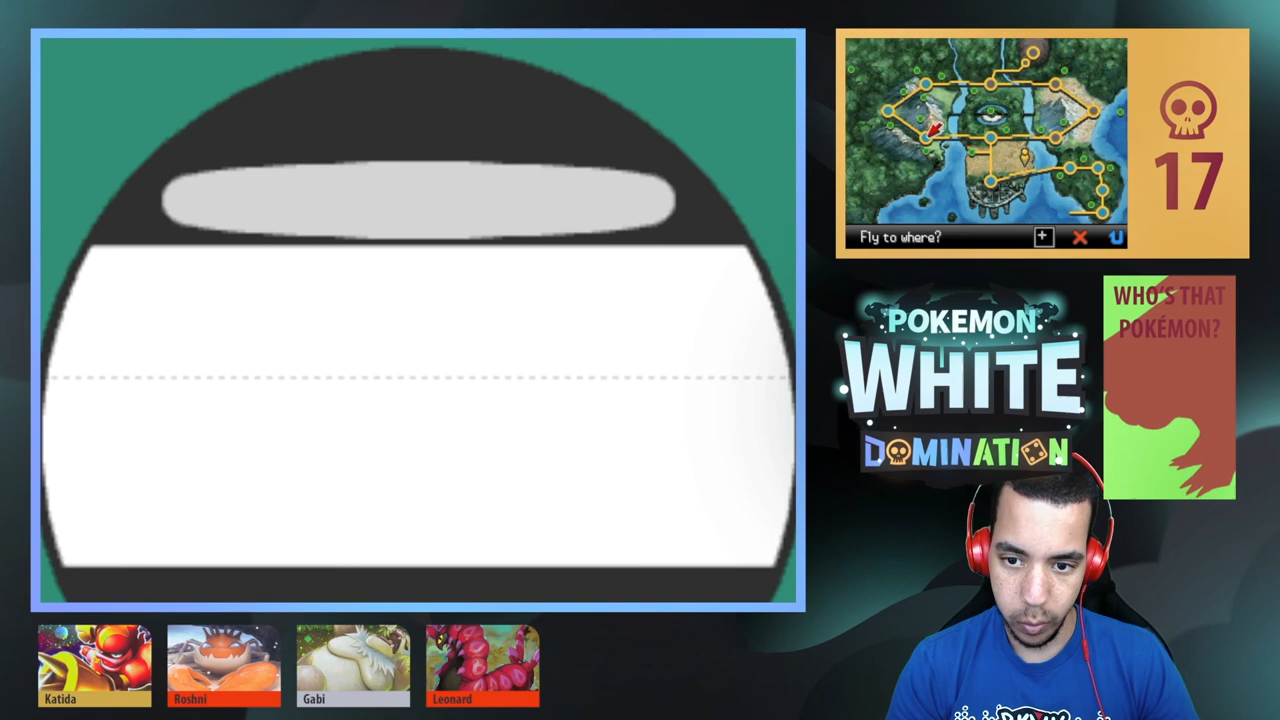 Fly to where?
17
POKEMON
WHITE
DOMINATION
WHO'S THAT
POKÉMON?
Katida
Roshni
Gabi
Leonard